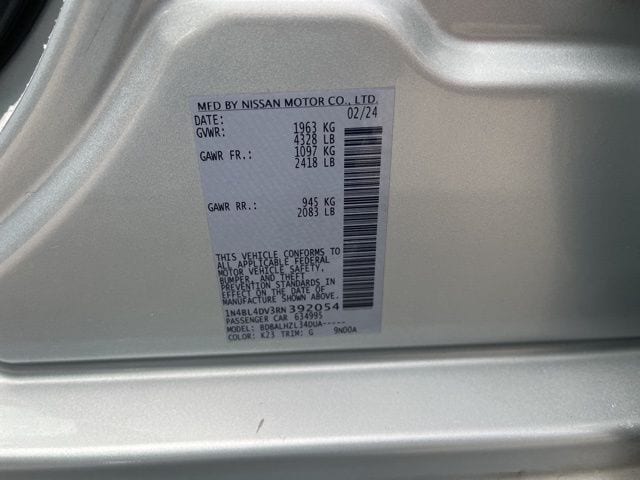 MFD BY NISSAN MOTOR CO., LTD.
DATE: 02/24
GVWR: 1963 KG
4328 LB
GAWR FR.: 1097 KG
2418 LB
GAWR RR.: 945 KG
2083 LB
THIS VEHICLE CONFORMS TO
ALL APPLICABLE FEDERAL
MOTOR VEHICLE SAFETY,
BUMPER, AND THEFT
PREVENTION STANDARDS IN
EFFECT ON THE DATE OF
MANUFACTURE SHOWN ABOVE.
1N4BL4DV3RN392054
PASSENGER CAR 634995
MODEL: BDBALHZL34DUA-----
COLOR: K23 TRIM: G 9N00A